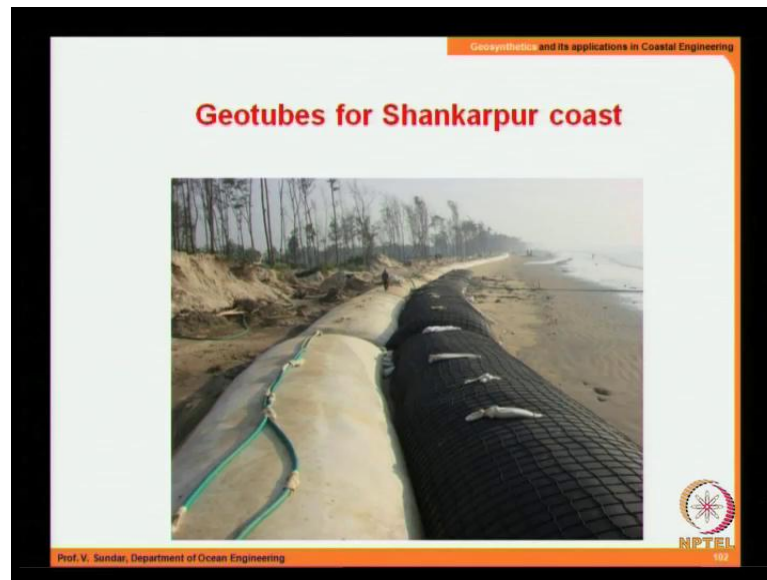 Geosynthetics and its applications in Coastal Engineering
Geotubes for Shankarpur coast
NPTEL
Prof. V. Sundar, Department of Ocean Engineering
102